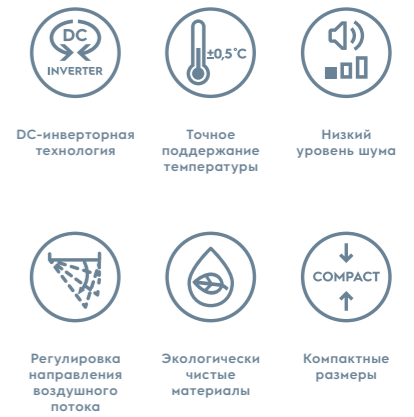 DC
INVERTER
±0,5°C
DC-инверторная
технология
Точное
поддержание
температуры
Низкий
уровень шума
COMPACT
Регулировка
направления
воздушного
потока
Экологически
чистые
материалы
Компактные
размеры